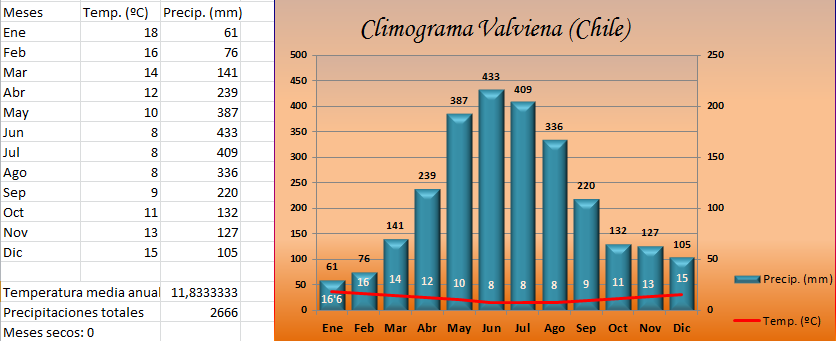 Meses Temp. (ºC) Precip. (mm)
Ene 18 61
Feb 16 76
Mar 14 141
Abr 12 239
May 10 387
Jun 8 433
Jul 8 409
Ago 8 336
Sep 9 220
Oct 11 132
Nov 13 127
Dic 15 105
Temperatura media anual 11,8333333
Precipitaciones totales 2666
Meses secos: 0
Climograma Valviena (Chile)
500
450
400
350
300
250
200
150
100
50
0
61 76 141 239 387 433 409 336 220 132 127 105
16'6 16 14 12 10 8 8 8 9 11 13 15
Ene Feb Mar Abr May Jun Jul Ago Sep Oct Nov Dic
250
200
150
100
50
0
Precip. (mm)
Temp. (ºC)